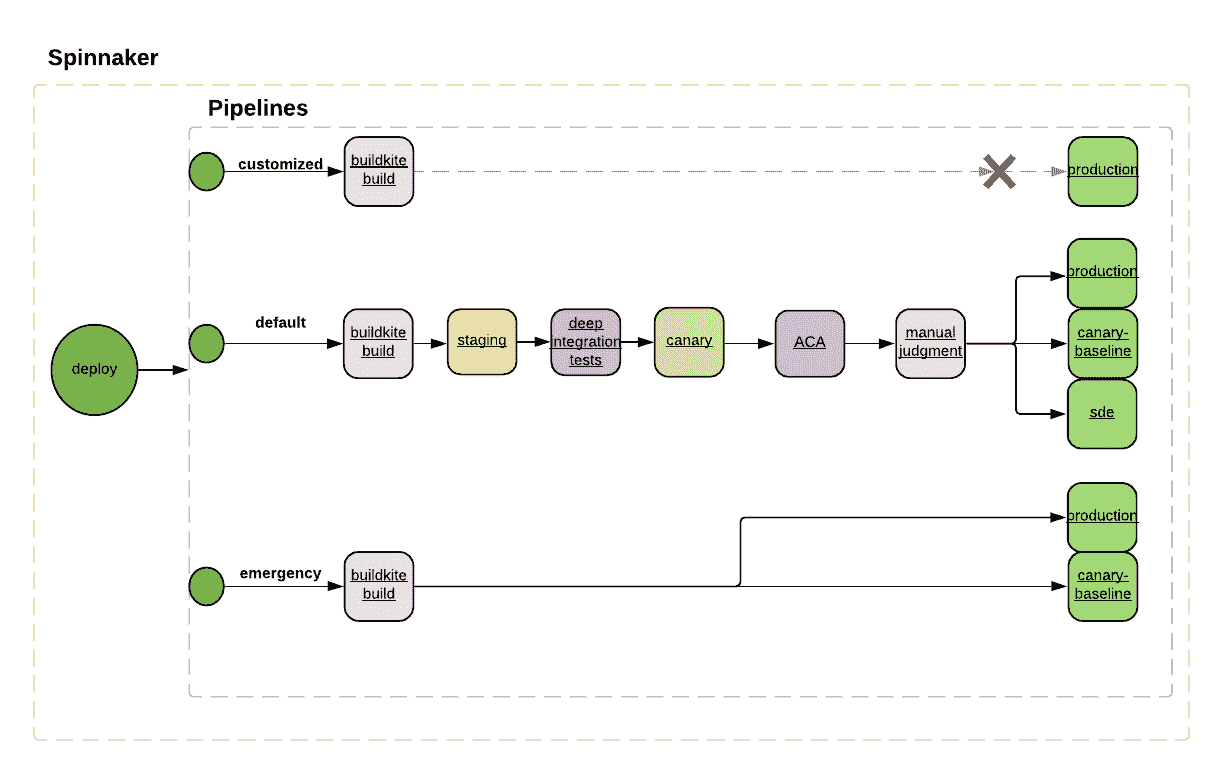 Spinnaker
Pipelines
customized
buildkite
build
production
deploy
default
buildkite
build
staging
deep
integration
tests
canary
ACA
manual
judgment
production
canary-
baseline
sde
emergency
buildkite
build
production
canary-
baseline